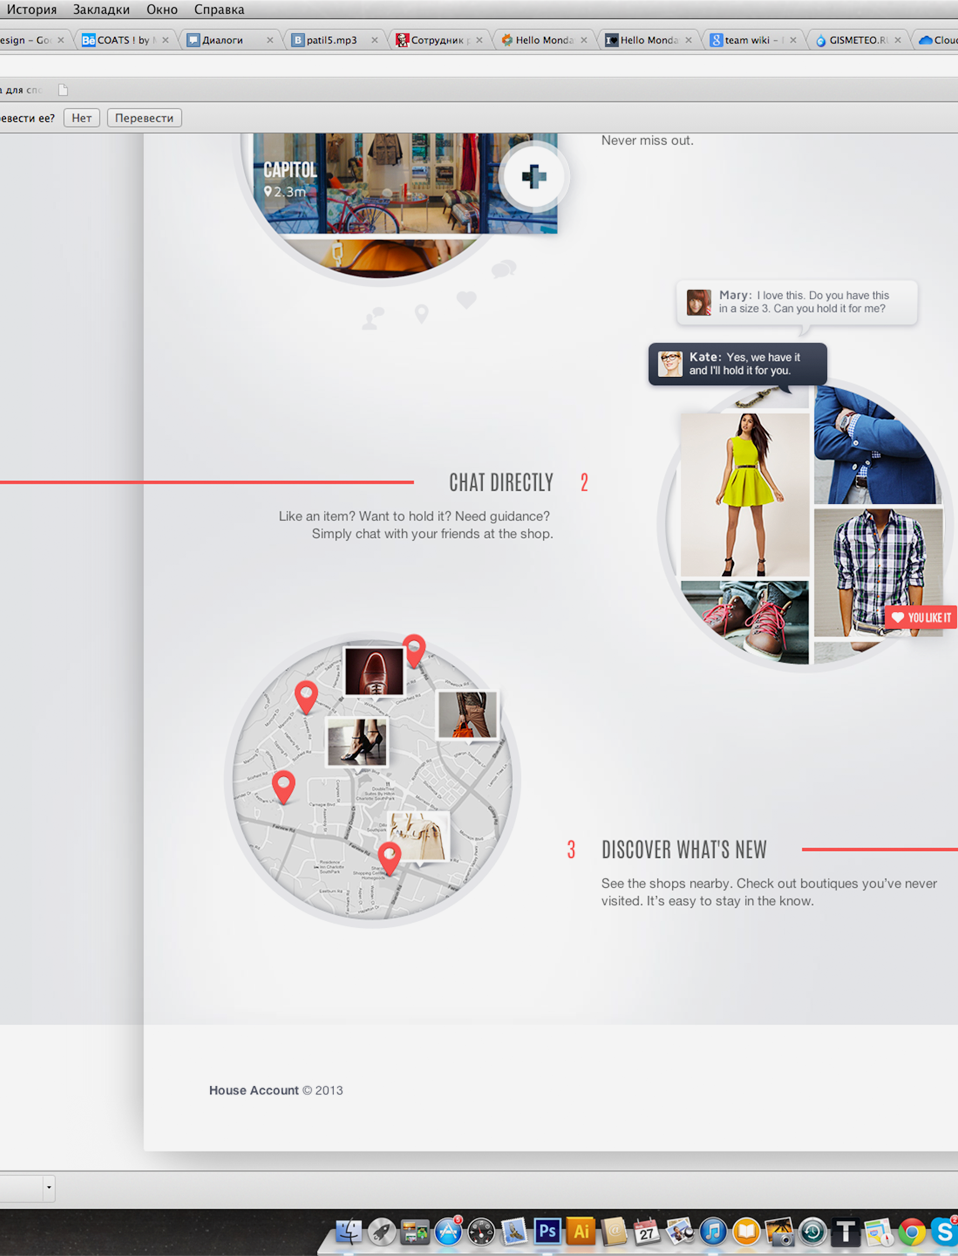 История Закладки Окно Справка
esign – Go
COATS ! by
Диалоги
patil5.mp3
Сотрудник
Hello Monda
Hello Monda
team wiki –
GISMETEO.R
Cloud
для
евести ее?
Нет
Перевести
Never miss out.
CAPITOL
2.3m
Mary: I love this. Do you have this
in a size 3. Can you hold it for me?
Kate: Yes, we have it
and I'll hold it for you.
CHAT DIRECTLY 2
Like an item? Want to hold it? Need guidance?
Simply chat with your friends at the shop.
YOU LIKE IT
3 DISCOVER WHAT'S NEW
See the shops nearby. Check out boutiques you've never
visited. It's easy to stay in the know.
Fairview Rd
House Account © 2013
Ps
Ai
27
T
S